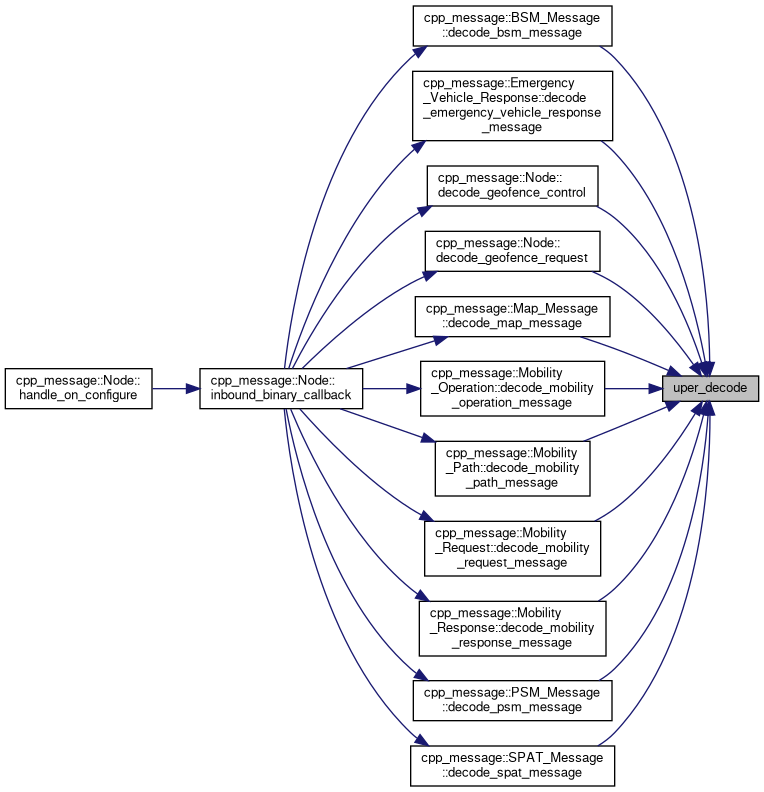 cpp_message::BSM_Message
::decode_bsm_message
cpp_message::Emergency
_Vehicle_Response::decode
_emergency_vehicle_response
_message
cpp_message::Node::
decode_geofence_control
cpp_message::Node::
decode_geofence_request
cpp_message::Map_Message
::decode_map_message
cpp_message::Node::
handle_on_configure
cpp_message::Node::
inbound_binary_callback
cpp_message::Mobility
_Operation::decode_mobility
_operation_message
uper_decode
cpp_message::Mobility
_Path::decode_mobility
_path_message
cpp_message::Mobility
_Request::decode_mobility
_request_message
cpp_message::Mobility
_Response::decode_mobility
_response_message
cpp_message::PSM_Message
::decode_psm_message
cpp_message::SPAT_Message
::decode_spat_message